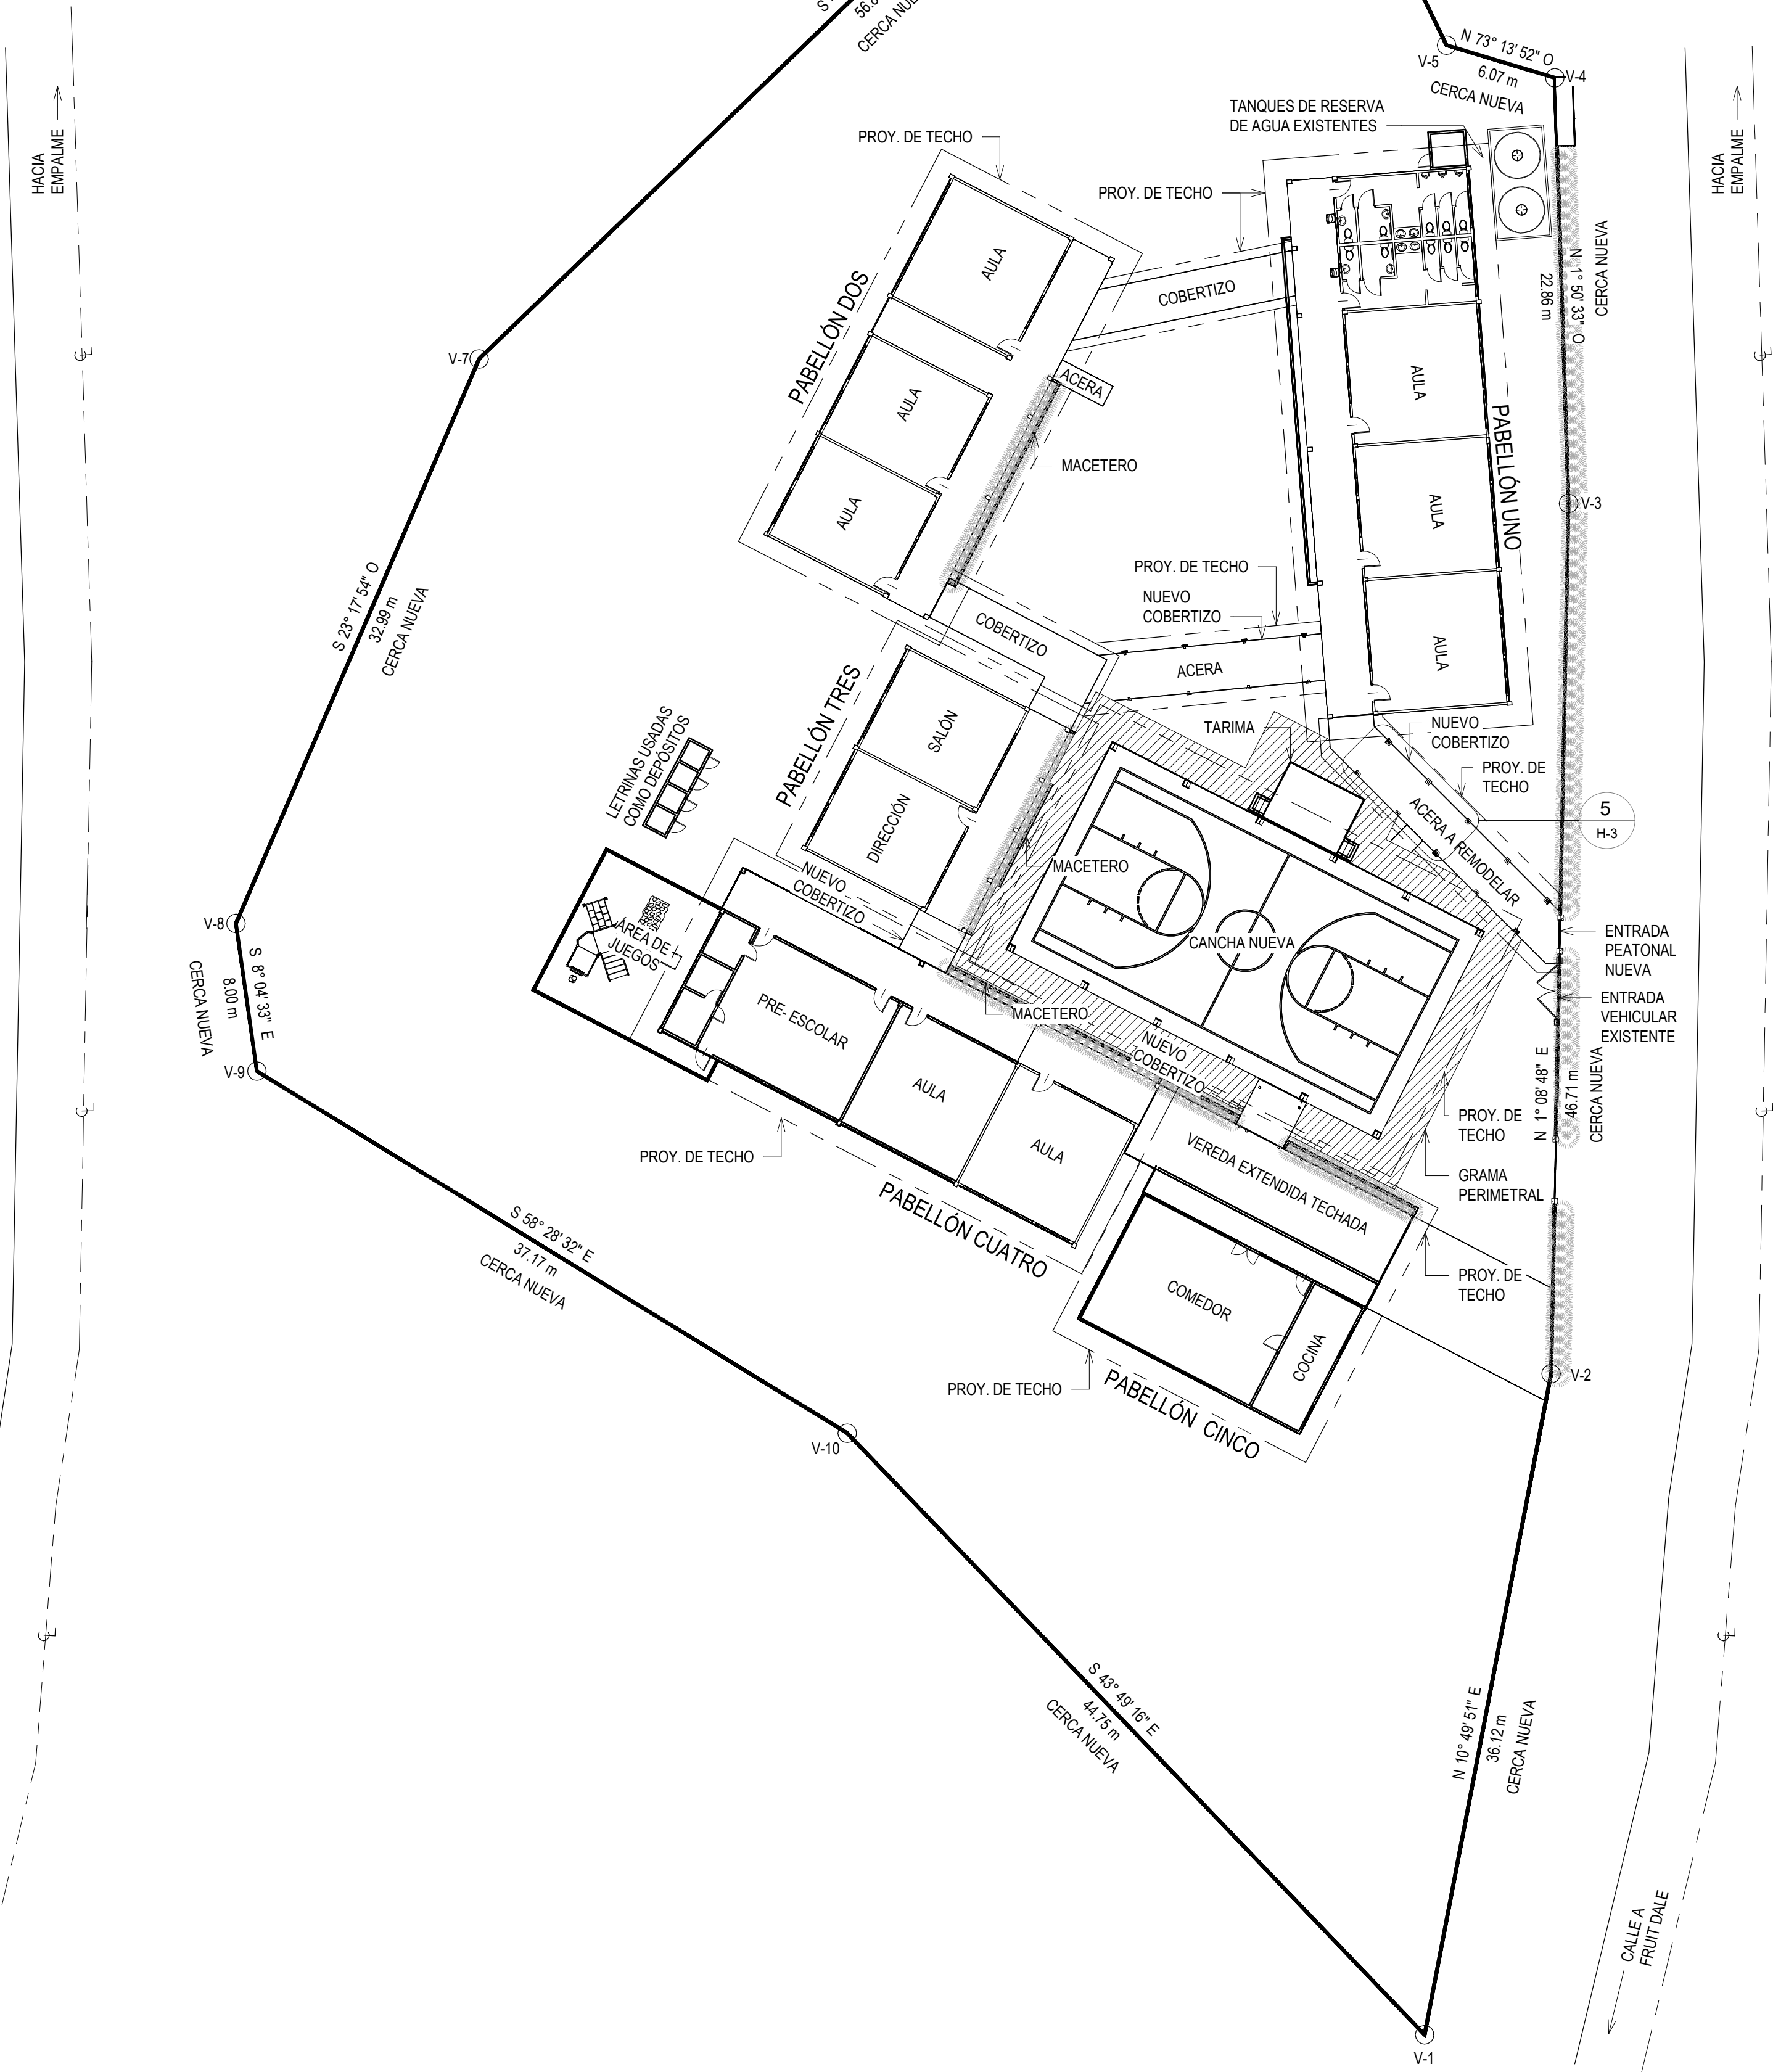 56.8
CERCA NUE
HACIA
EMPALME
V-5
N 73° 13' 52" O
6.07 m
CERCA NUEVA
V-4
HACIA
EMPALME
TANQUES DE RESERVA
DE AGUA EXISTENTES
PROY. DE TECHO
PROY. DE TECHO
AULA
COBERTIZO
PABELLÓN DOS
N 1° 50' 33" O
22.86 m
CERCA NUEVA
V-7
AULA
ACERA
AULA
MACETERO
PABELLÓN UNO
V-3
AULA
AULA
PROY. DE TECHO
NUEVO
COBERTIZO
S 23° 17' 54" O
32.99 m
CERCA NUEVA
COBERTIZO
ACERA
AULA
PABELLÓN TRES
SALÓN
TARIMA
NUEVO
COBERTIZO
PROY. DE
TECHO
LETRINAS USADAS
COMO DEPÓSITOS
DIRECCIÓN
5
H-3
ACERA A REMODELAR
MACETERO
NUEVO
COBERTIZO
V-8
ÁREA DE
JUEGOS
CANCHA NUEVA
ENTRADA
PEATONAL
NUEVA
S 8° 04' 33" E
8.00 m
CERCA NUEVA
PRE- ESCOLAR
MACETERO
ENTRADA
VEHICULAR
EXISTENTE
V-9
NUEVO
COBERTIZO
AULA
N 1° 08' 48" E
46.71 m
CERCA NUEVA
PROY. DE
TECHO
PROY. DE TECHO
AULA
VEREDA EXTENDIDA TECHADA
GRAMA
PERIMETRAL
PABELLÓN CUATRO
S 58° 28' 32" E
37.17 m
CERCA NUEVA
PROY. DE
TECHO
COMEDOR
COCINA
PROY. DE TECHO
V-2
PABELLÓN CINCO
V-10
S 43° 49' 16" E
44.75 m
CERCA NUEVA
N 10° 49' 51" E
36.12 m
CERCA NUEVA
CALLE A
FRUIT DALE
V-1